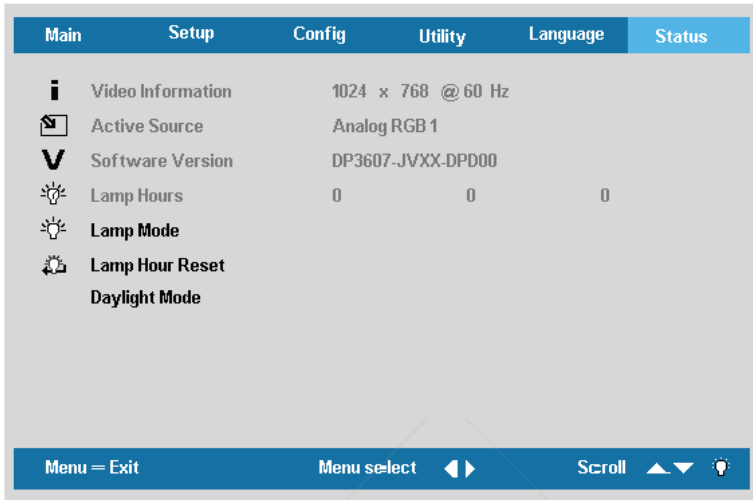 Main Setup Config Utility Language Status
i Video Information 1024 x 768 @ 60 Hz
Active Source Analog RGB 1
V Software Version DP3607-JVXX-DPD00
Lamp Hours 0 0 0
Lamp Mode
Lamp Hour Reset
Daylight Mode
Menu = Exit Menu select Scroll